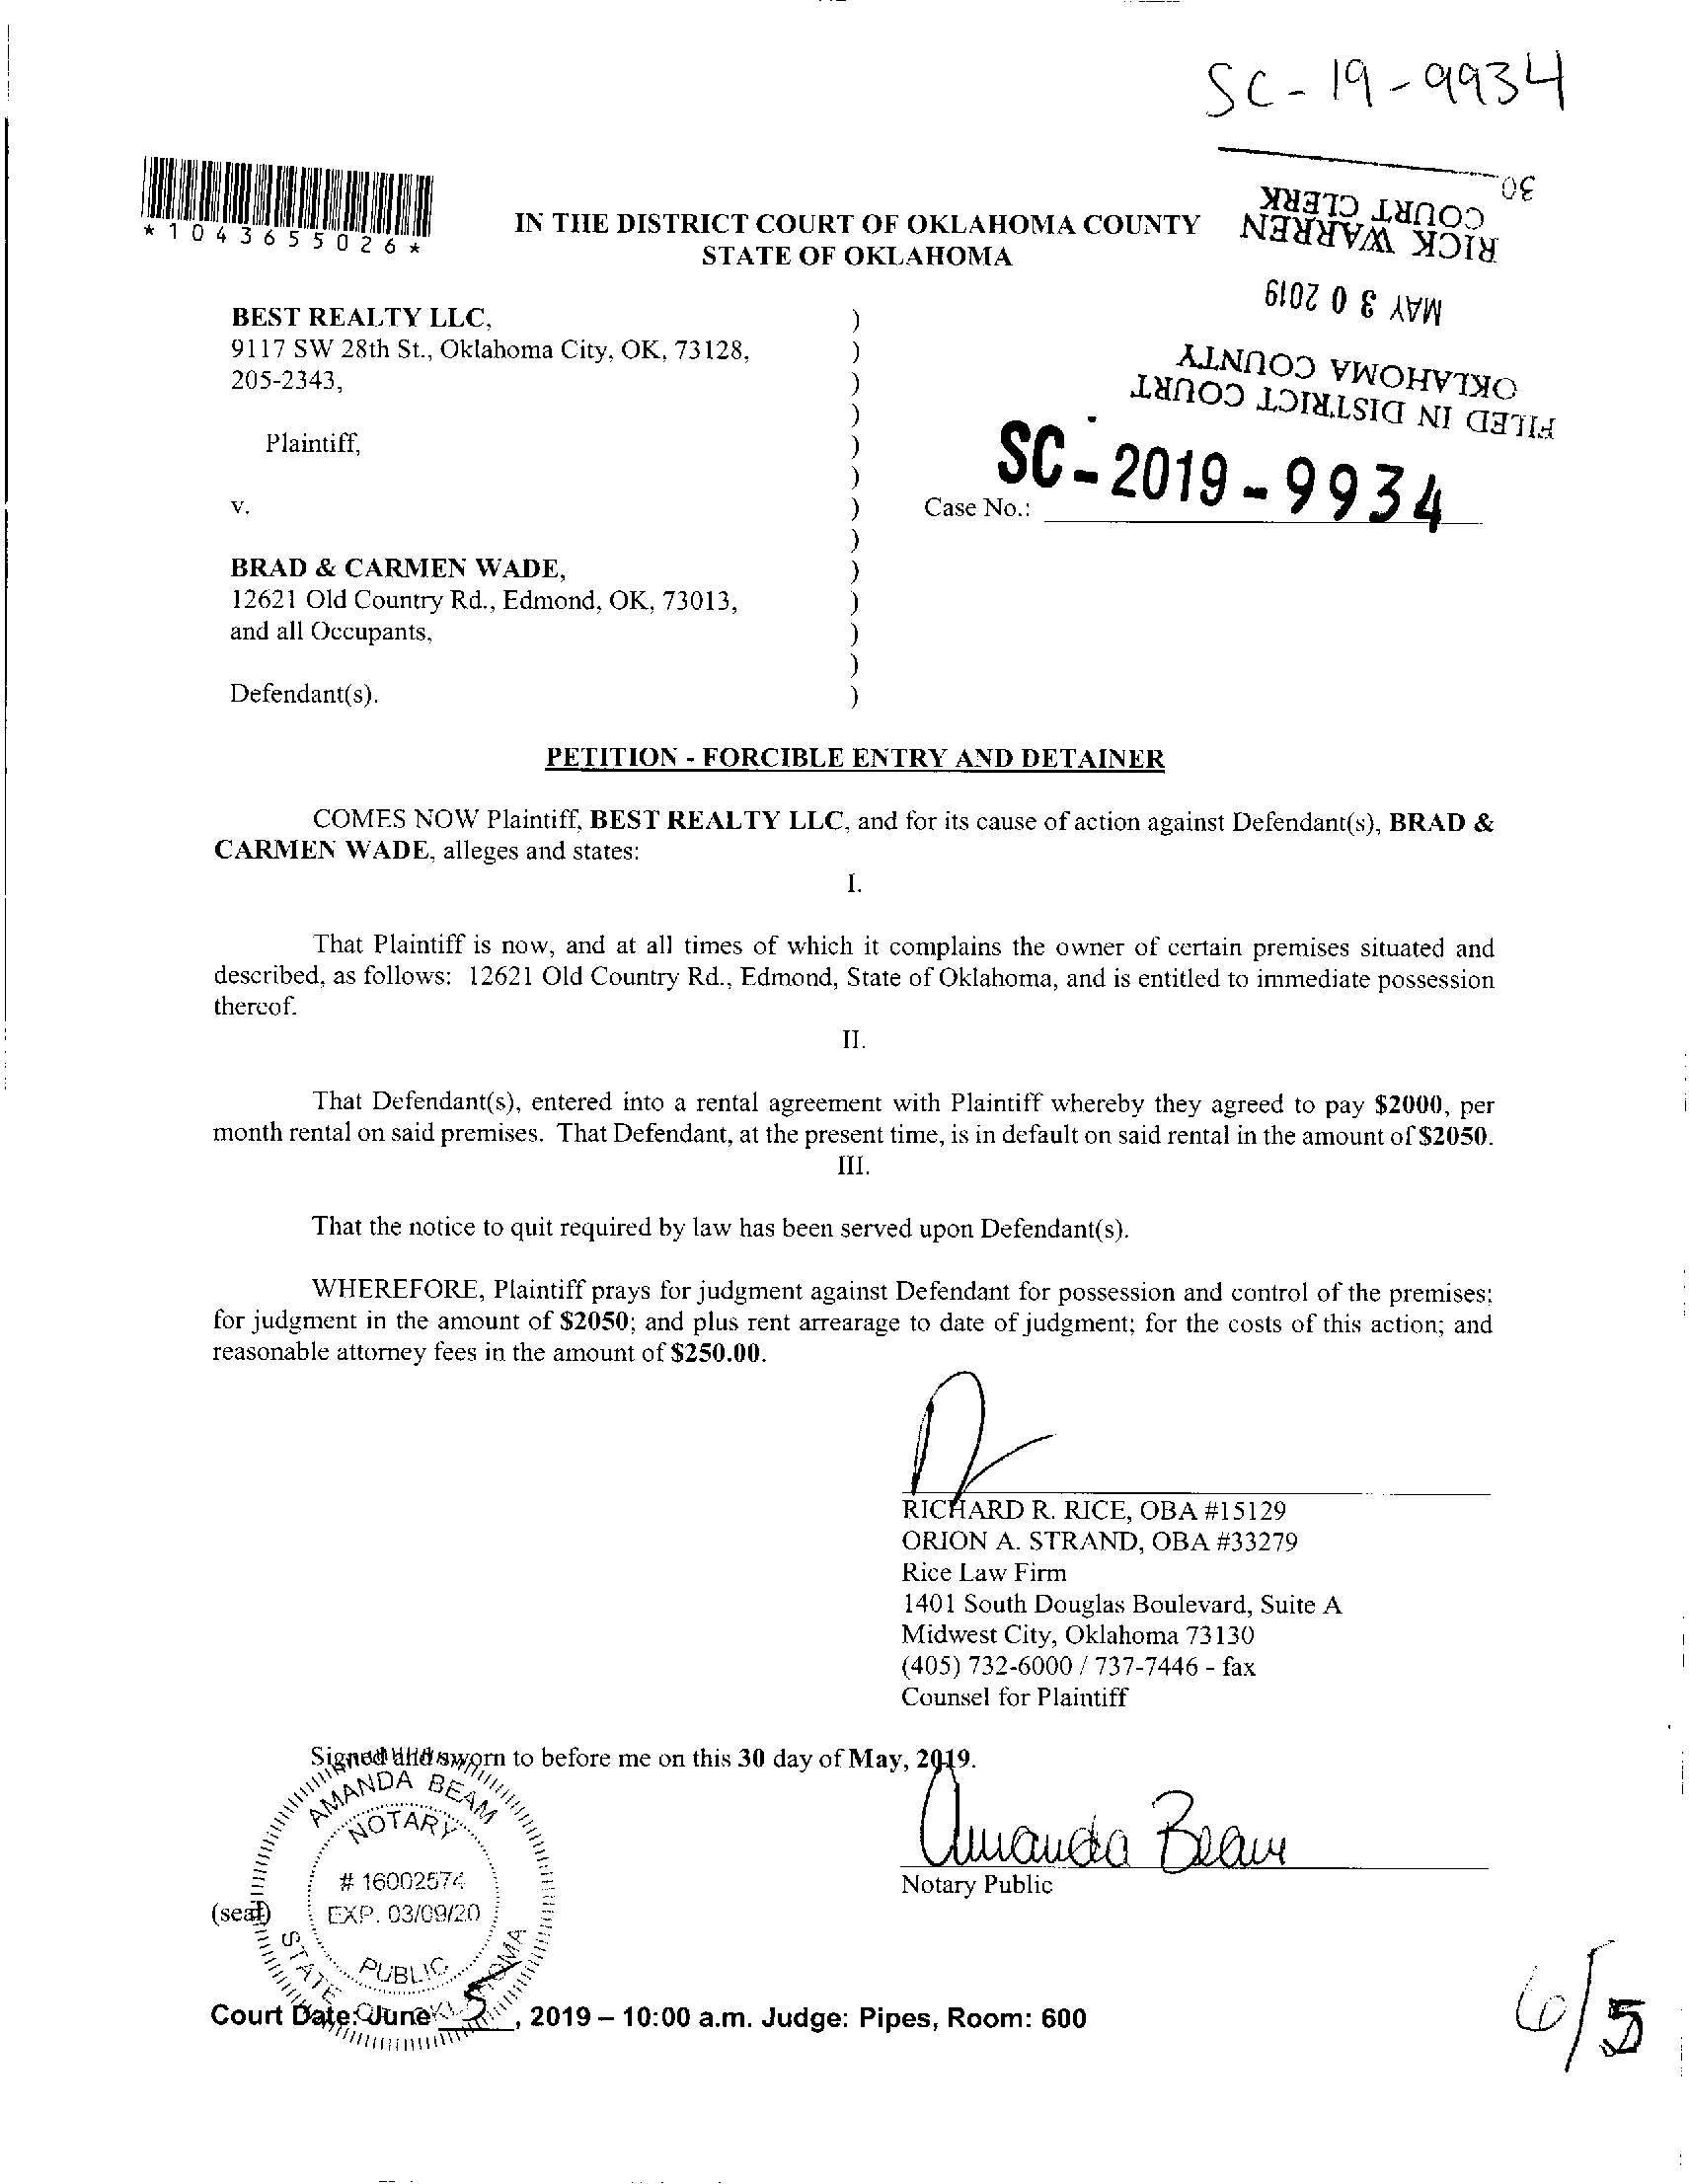 SC-19-9934
*1043655026*
IN THE DISTRICT COURT OF OKLAHOMA COUNTY
STATE OF OKLAHOMA
FILED IN DISTRICT COURT
OKLAHOMA COUNTY
MAY 30 2019
RICK WARREN
COURT CLERK
30
BEST REALTY LLC,
9117 SW 28th St., Oklahoma City, OK, 73128,
205-2343,
Plaintiff,
v.
Case No.: SC-2019-9934
BRAD & CARMEN WADE,
12621 Old Country Rd., Edmond, OK, 73013,
and all Occupants,
Defendant(s).
)
)
)
)
)
)
)
)
)
)
)
)
)
PETITION - FORCIBLE ENTRY AND DETAINER
COMES NOW Plaintiff, BEST REALTY LLC, and for its cause of action against Defendant(s), BRAD &
CARMEN WADE, alleges and states:
I.
That Plaintiff is now, and at all times of which it complains the owner of certain premises situated and
described, as follows: 12621 Old Country Rd., Edmond, State of Oklahoma, and is entitled to immediate possession
thereof.
II.
That Defendant(s), entered into a rental agreement with Plaintiff whereby they agreed to pay $2000, per
month rental on said premises. That Defendant, at the present time, is in default on said rental in the amount of $2050.
III.
That the notice to quit required by law has been served upon Defendant(s).
WHEREFORE, Plaintiff prays for judgment against Defendant for possession and control of the premises;
for judgment in the amount of $2050; and plus rent arrearage to date of judgment; for the costs of this action; and
reasonable attorney fees in the amount of $250.00.
RICHARD R. RICE, OBA #15129
ORION A. STRAND, OBA #33279
Rice Law Firm
1401 South Douglas Boulevard, Suite A
Midwest City, Oklahoma 73130
(405) 732-6000 / 737-7446 - fax
Counsel for Plaintiff
Signed and sworn to before me on this 30 day of May, 2019.
Amanda Beam
Notary Public
(seal)
AMANDA BEAM
NOTARY
# 16002574
EXP. 03/09/20
PUBLIC
STATE OF OKLAHOMA
Court Date: June 5, 2019 – 10:00 a.m. Judge: Pipes, Room: 600
6/5